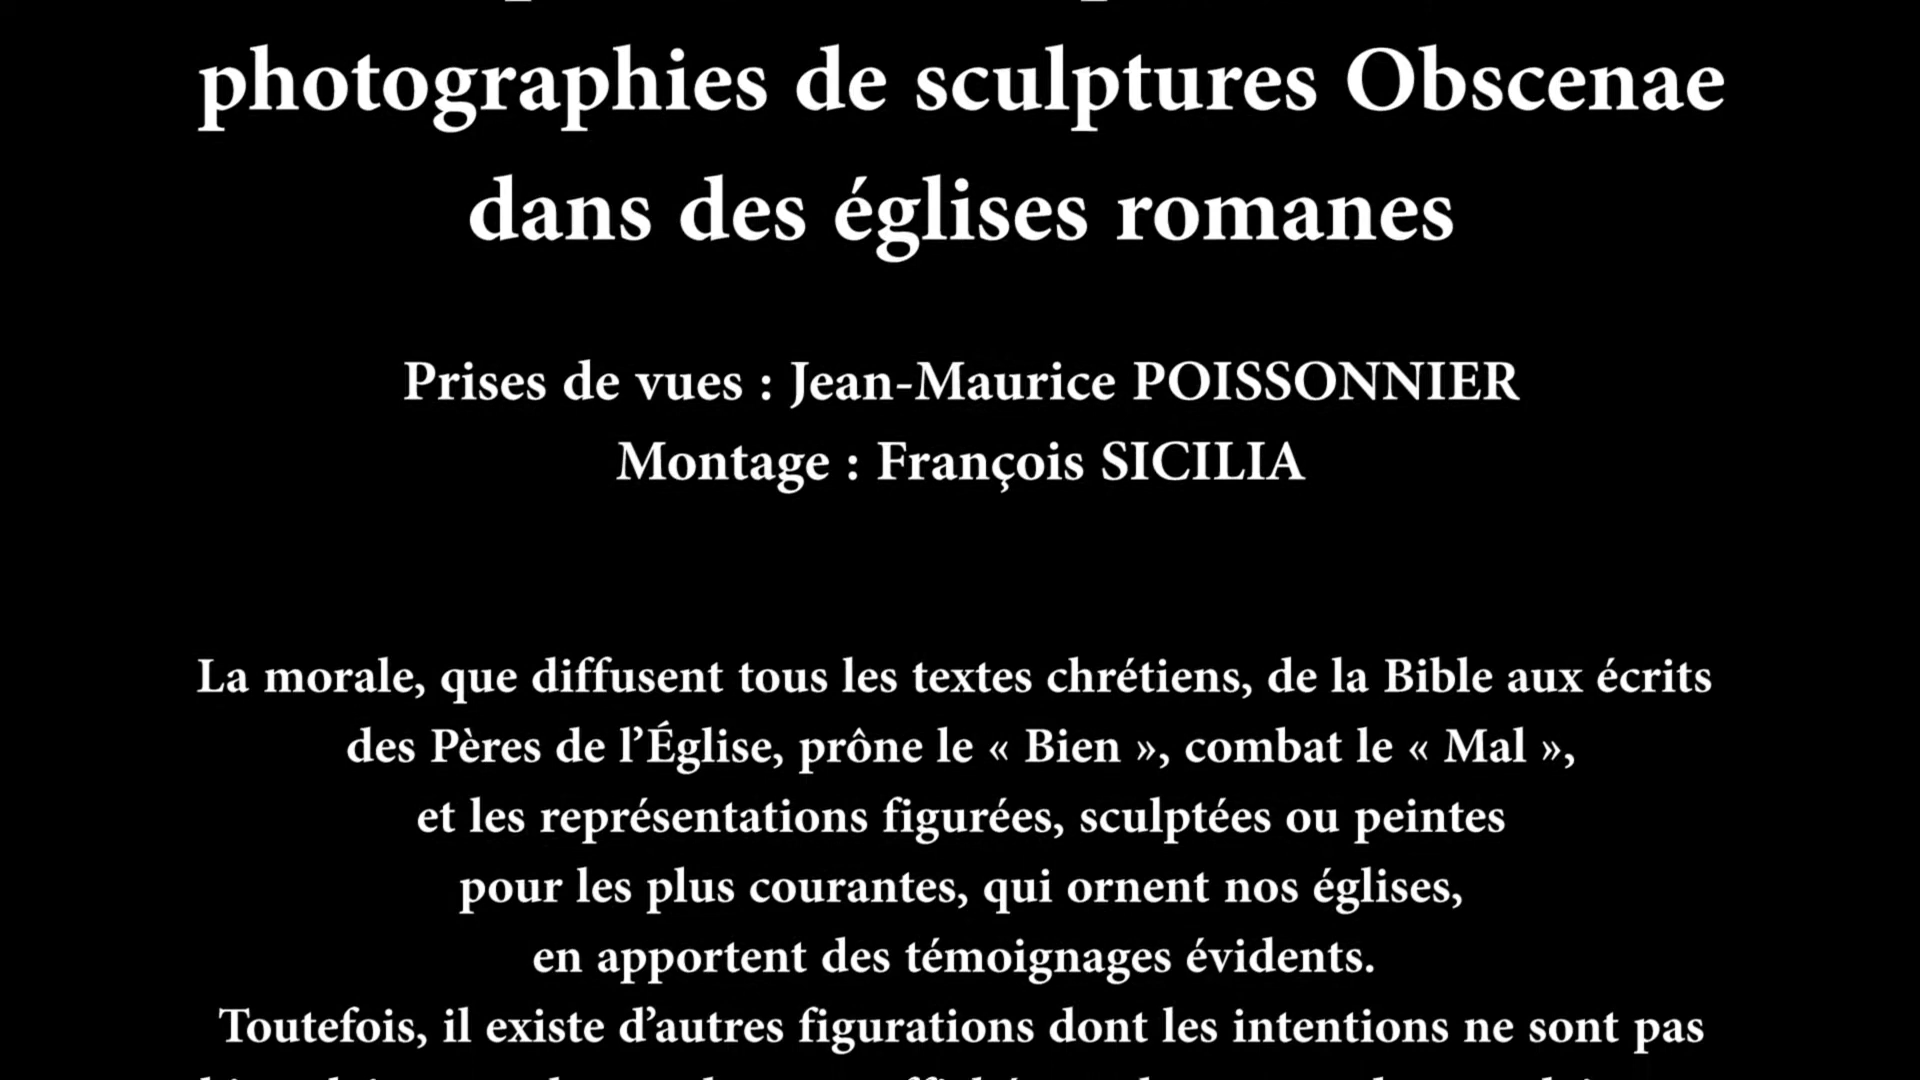 photographies de sculptures Obscenae
dans des églises romanes
Prises de vues : Jean-Maurice POISSONNIER
Montage : François SICILIA
La morale, que diffusent tous les textes chrétiens, de la Bible aux écrits
des Pères de l’Église, prône le « Bien », combat le « Mal »,
et les représentations figurées, sculptées ou peintes
pour les plus courantes, qui ornent nos églises,
en apportent des témoignages évidents.
Toutefois, il existe d’autres figurations dont les intentions ne sont pas